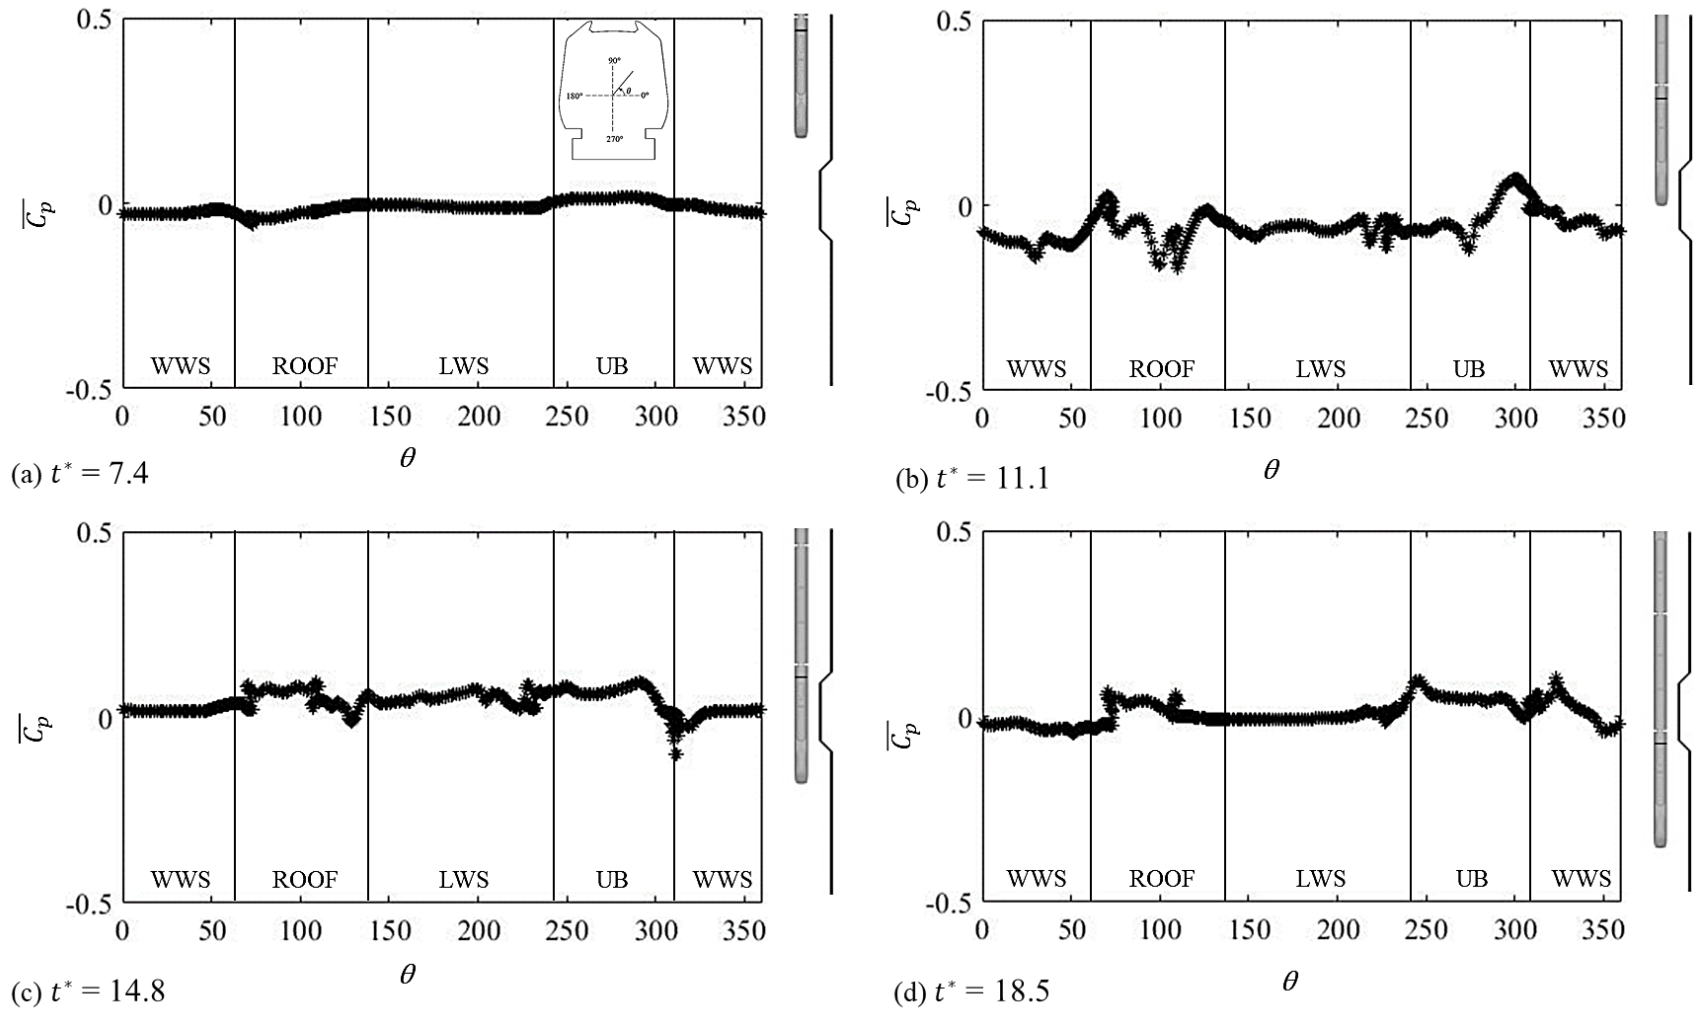 0.5
90°
180°
θ
0°
270°
0
C̅p
WWS ROOF LWS UB WWS
-0.5
0 50 100 150 200 250 300 350
θ
(a) t* = 7.4
0.5
0
C̅p
WWS ROOF LWS UB WWS
-0.5
0 50 100 150 200 250 300 350
θ
(b) t* = 11.1
0.5
0
C̅p
WWS ROOF LWS UB WWS
-0.5
0 50 100 150 200 250 300 350
θ
(c) t* = 14.8
0.5
0
C̅p
WWS ROOF LWS UB WWS
-0.5
0 50 100 150 200 250 300 350
θ
(d) t* = 18.5